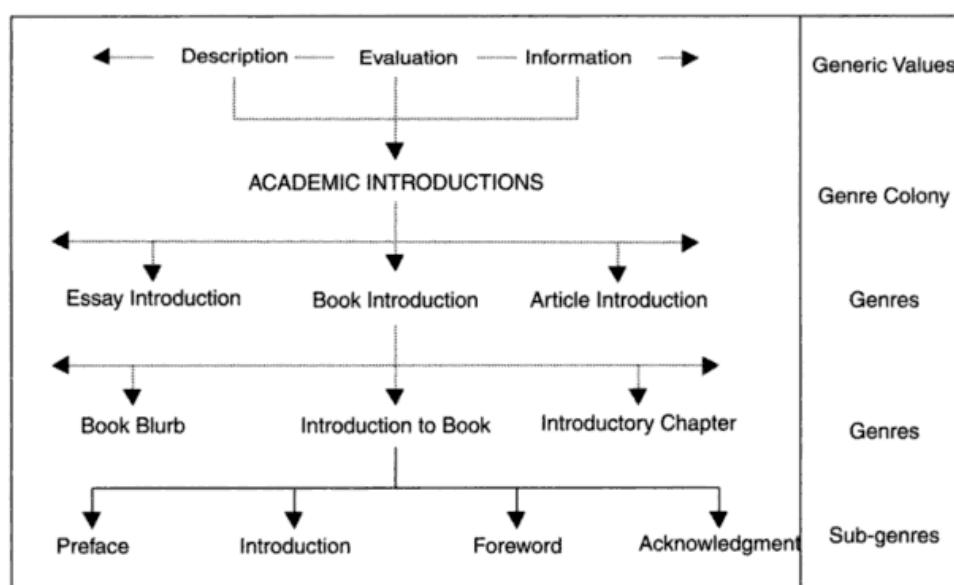 Description Evaluation Information
Generic Values
ACADEMIC INTRODUCTIONS
Genre Colony
Essay Introduction Book Introduction Article Introduction
Genres
Book Blurb Introduction to Book Introductory Chapter
Genres
Preface Introduction Foreword Acknowledgment
Sub-genres